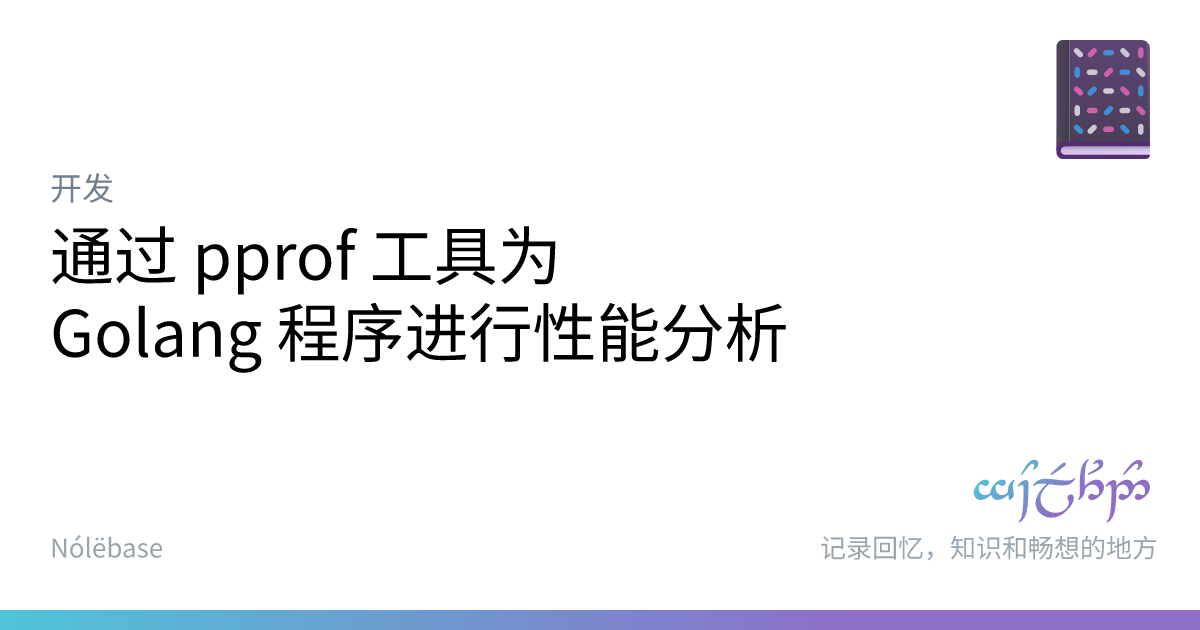 开发
通过 pprof 工具为
Golang 程序进行性能分析
Nólëbase
记录回忆，知识和畅想的地方